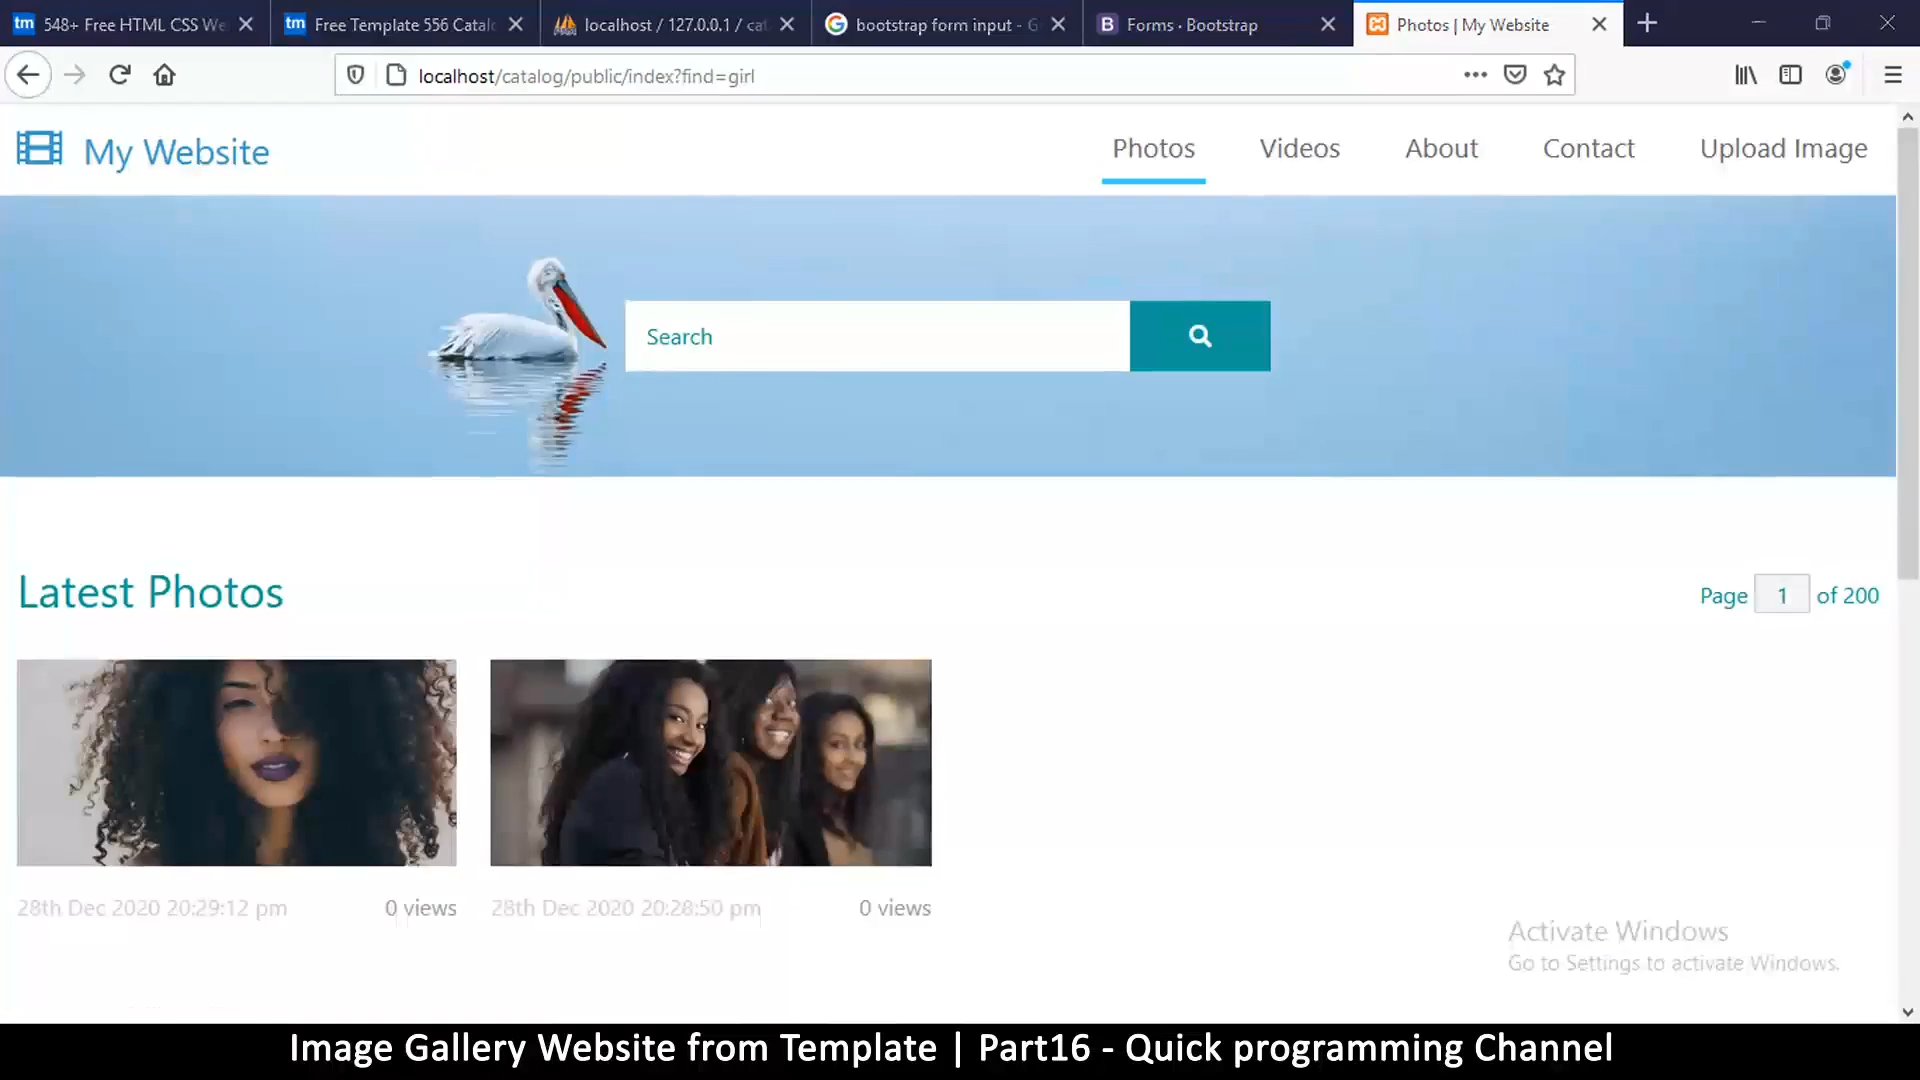 548+ Free HTML CSS We
Free Template 556 Catal
localhost / 127.0.0.1 / cat
bootstrap form input - G
Forms · Bootstrap
Photos | My Website
localhost/catalog/public/index?find=girl
My Website
Photos
Videos
About
Contact
Upload Image
Search
Latest Photos
Page 1 of 200
28th Dec 2020 20:29:12 pm
0 views
28th Dec 2020 20:28:50 pm
0 views
Activate Windows
Go to Settings to activate Windows.
Image Gallery Website from Template | Part16 - Quick programming Channel